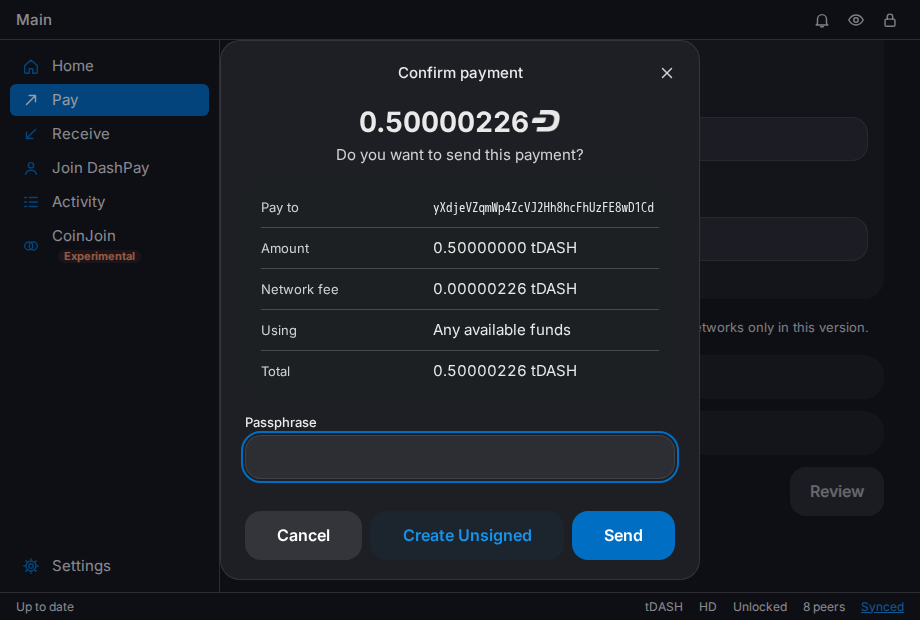 Main
Home
Pay
Receive
Join DashPay
Activity
CoinJoin
Experimental
Settings
Confirm payment
0.50000226
Do you want to send this payment?
Pay to yXdjeVZqmWp4ZcVJ2Hh8hcFhUzFE8wD1Cd
Amount 0.50000000 tDASH
Network fee 0.00000226 tDASH
Using Any available funds
Total 0.50000226 tDASH
Passphrase
Cancel Create Unsigned Send
only in this version.
Review
Up to date tDASH HD Unlocked 8 peers Synced